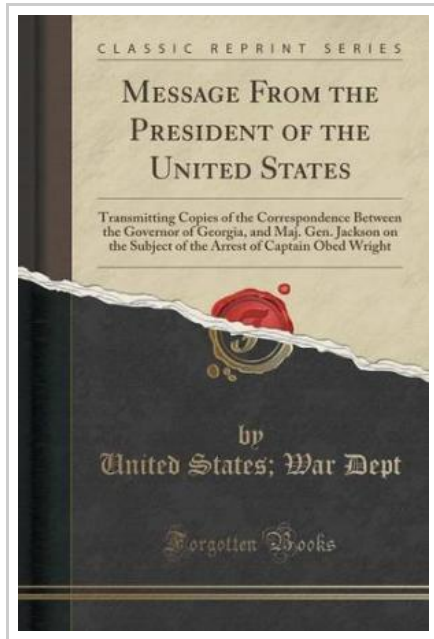 CLASSIC REPRINT SERIES
MESSAGE FROM THE
PRESIDENT OF THE
UNITED STATES
Transmitting Copies of the Correspondence Between
the Governor of Georgia, and Maj. Gen. Jackson on
the Subject of the Arrest of Captain Obed Wright
by
United States; War Dept
Forgotten Books